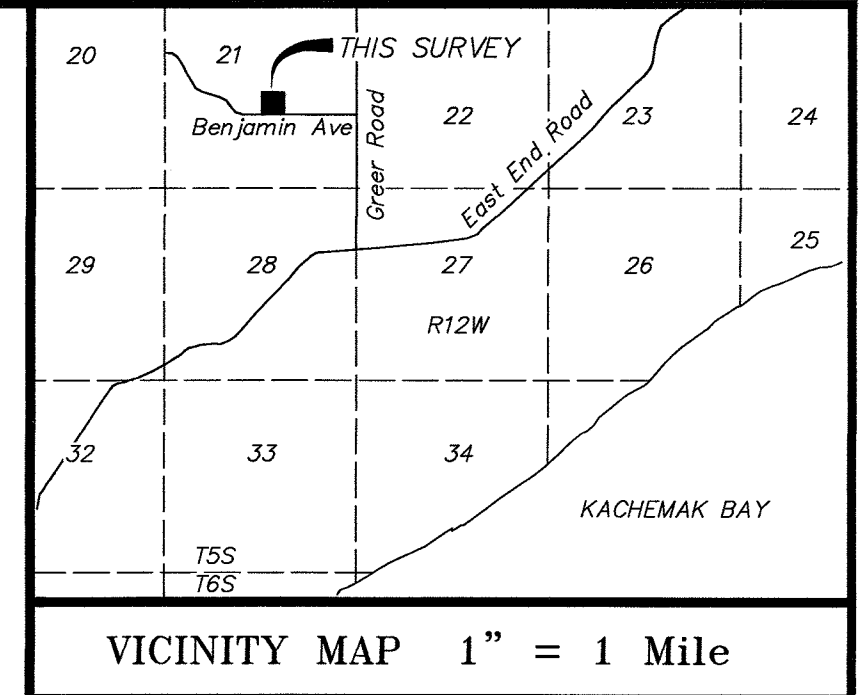 20
21
THIS SURVEY
Benjamin Ave
Greer Road
22
East End Road
23
24
29
28
27
26
25
R12W
32
33
34
KACHEMAK BAY
T5S
T6S
VICINITY MAP 1” = 1 Mile